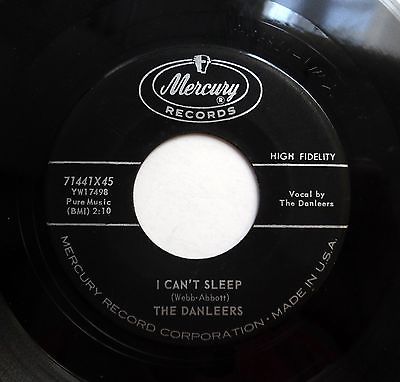 Mercury
®
RECORDS
HIGH FIDELITY
71441X45
YW17498
Pure Music
(BMI) 2:10
Vocal by
The Danleers
I CAN'T SLEEP
(Webb-Abbott)
THE DANLEERS
MERCURY RECORD CORPORATION • MADE IN U.S.A.